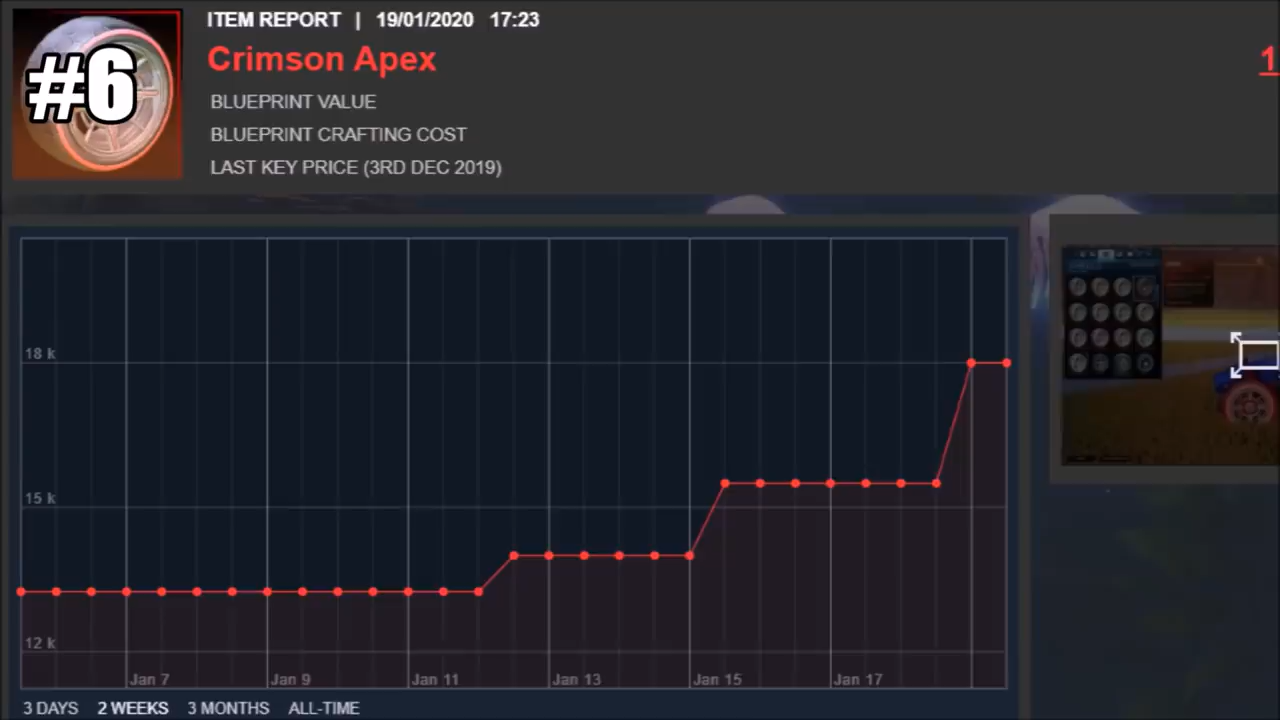 #6
ITEM REPORT | 19/01/2020 17:23
Crimson Apex
1
BLUEPRINT VALUE
BLUEPRINT CRAFTING COST
LAST KEY PRICE (3RD DEC 2019)
18 k
15 k
12 k
Jan 7 Jan 9 Jan 11 Jan 13 Jan 15 Jan 17
3 DAYS 2 WEEKS 3 MONTHS ALL-TIME